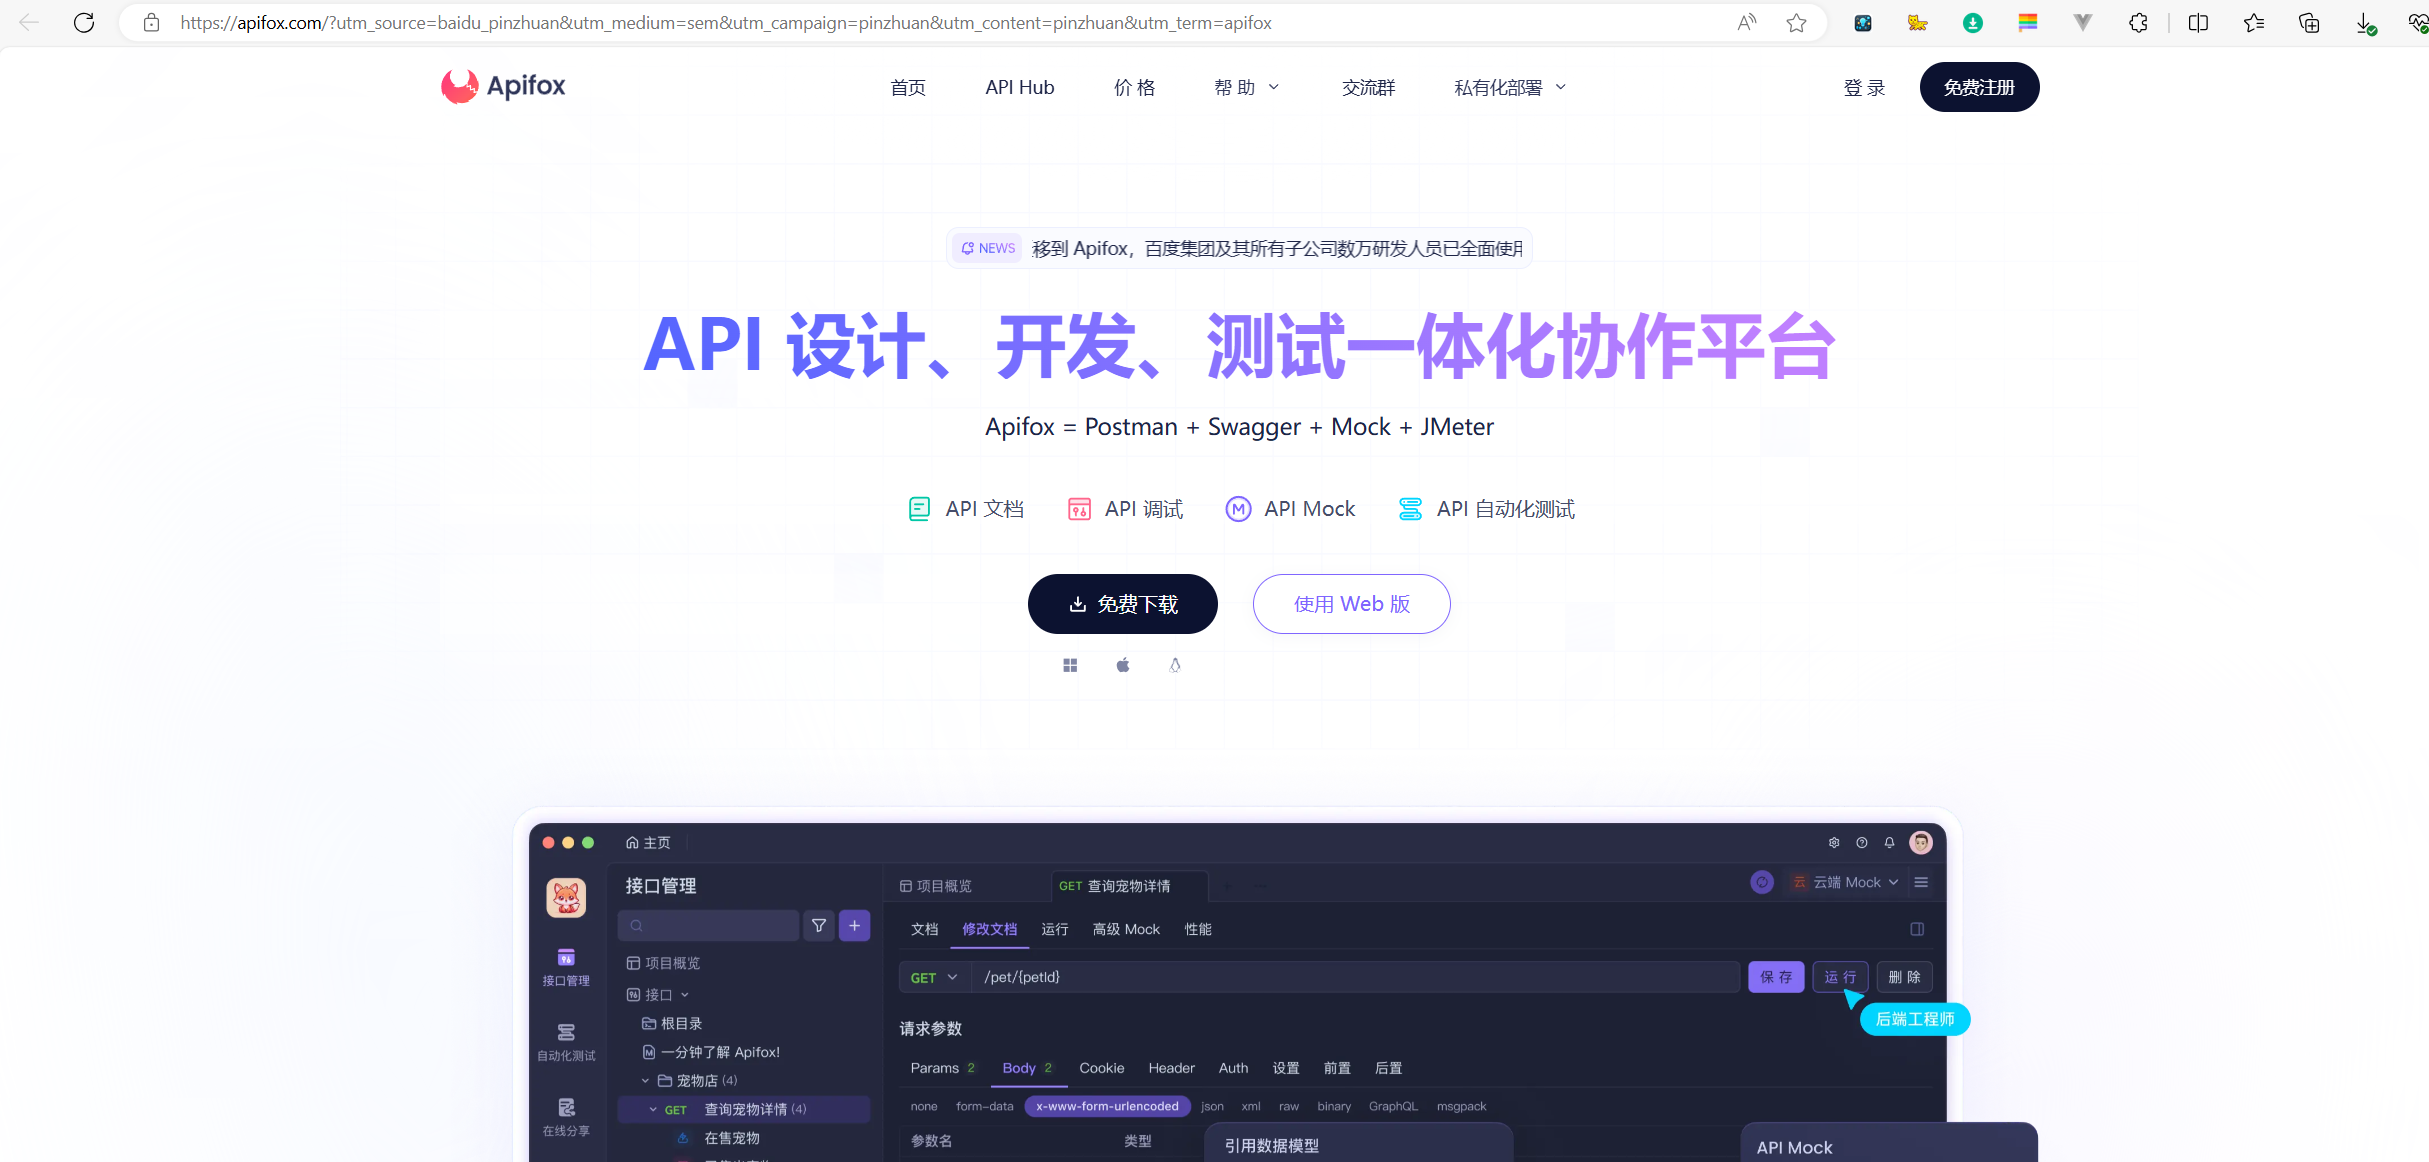 https://apifox.com/?utm_source=baidu_pinzhuan&utm_medium=sem&utm_campaign=pinzhuan&utm_content=pinzhuan&utm_term=apifox
Apifox 首页 API Hub 价 格 帮 助 交流群 私有化部署 登 录 免费注册
NEWS 移到 Apifox，百度集团及其所有子公司数万研发人员已全面使用
API 设计、开发、测试一体化协作平台
Apifox = Postman + Swagger + Mock + JMeter
API 文档 API 调试 API Mock API 自动化测试
免费下载 使用 Web 版
主页
接口管理 项目概览 GET 查询宠物详情 云 云端 Mock
文档 修改文档 运行 高级 Mock 性能
项目概览
接口管理 GET /pet/{petId} 保 存 运 行 删 除
接口
后端工程师
根目录 请求参数
自动化测试 一分钟了解 Apifox!
宠物店 (4) Params 2 Body 2 Cookie Header Auth 设置 前置 后置
GET 查询宠物详情 (4) none form-data x-www-form-urlencoded json xml raw binary GraphQL msgpack
在线分享 在售宠物 参数名 类型 引用数据模型 API Mock